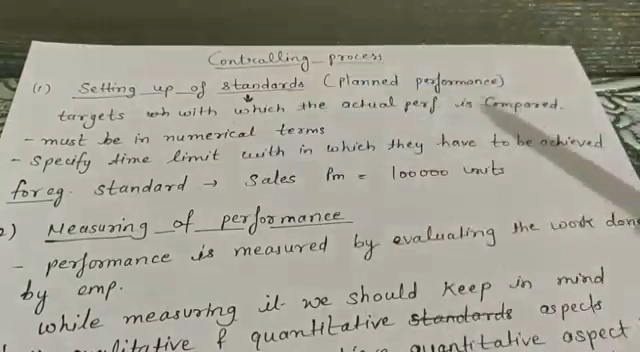 Controlling process
(1) Setting up of standards (planned performance)
targets with which the actual perf is compared.
- must be in numerical terms
- specify time limit with in which they have to be achieved
for eg. standard → Sales Pm = 100000 units
2) Measuring of performance
- performance is measured by evaluating the work done
by emp.
while measuring it we should keep in mind
qualitative & quantitative standards aspects
quantitative aspect